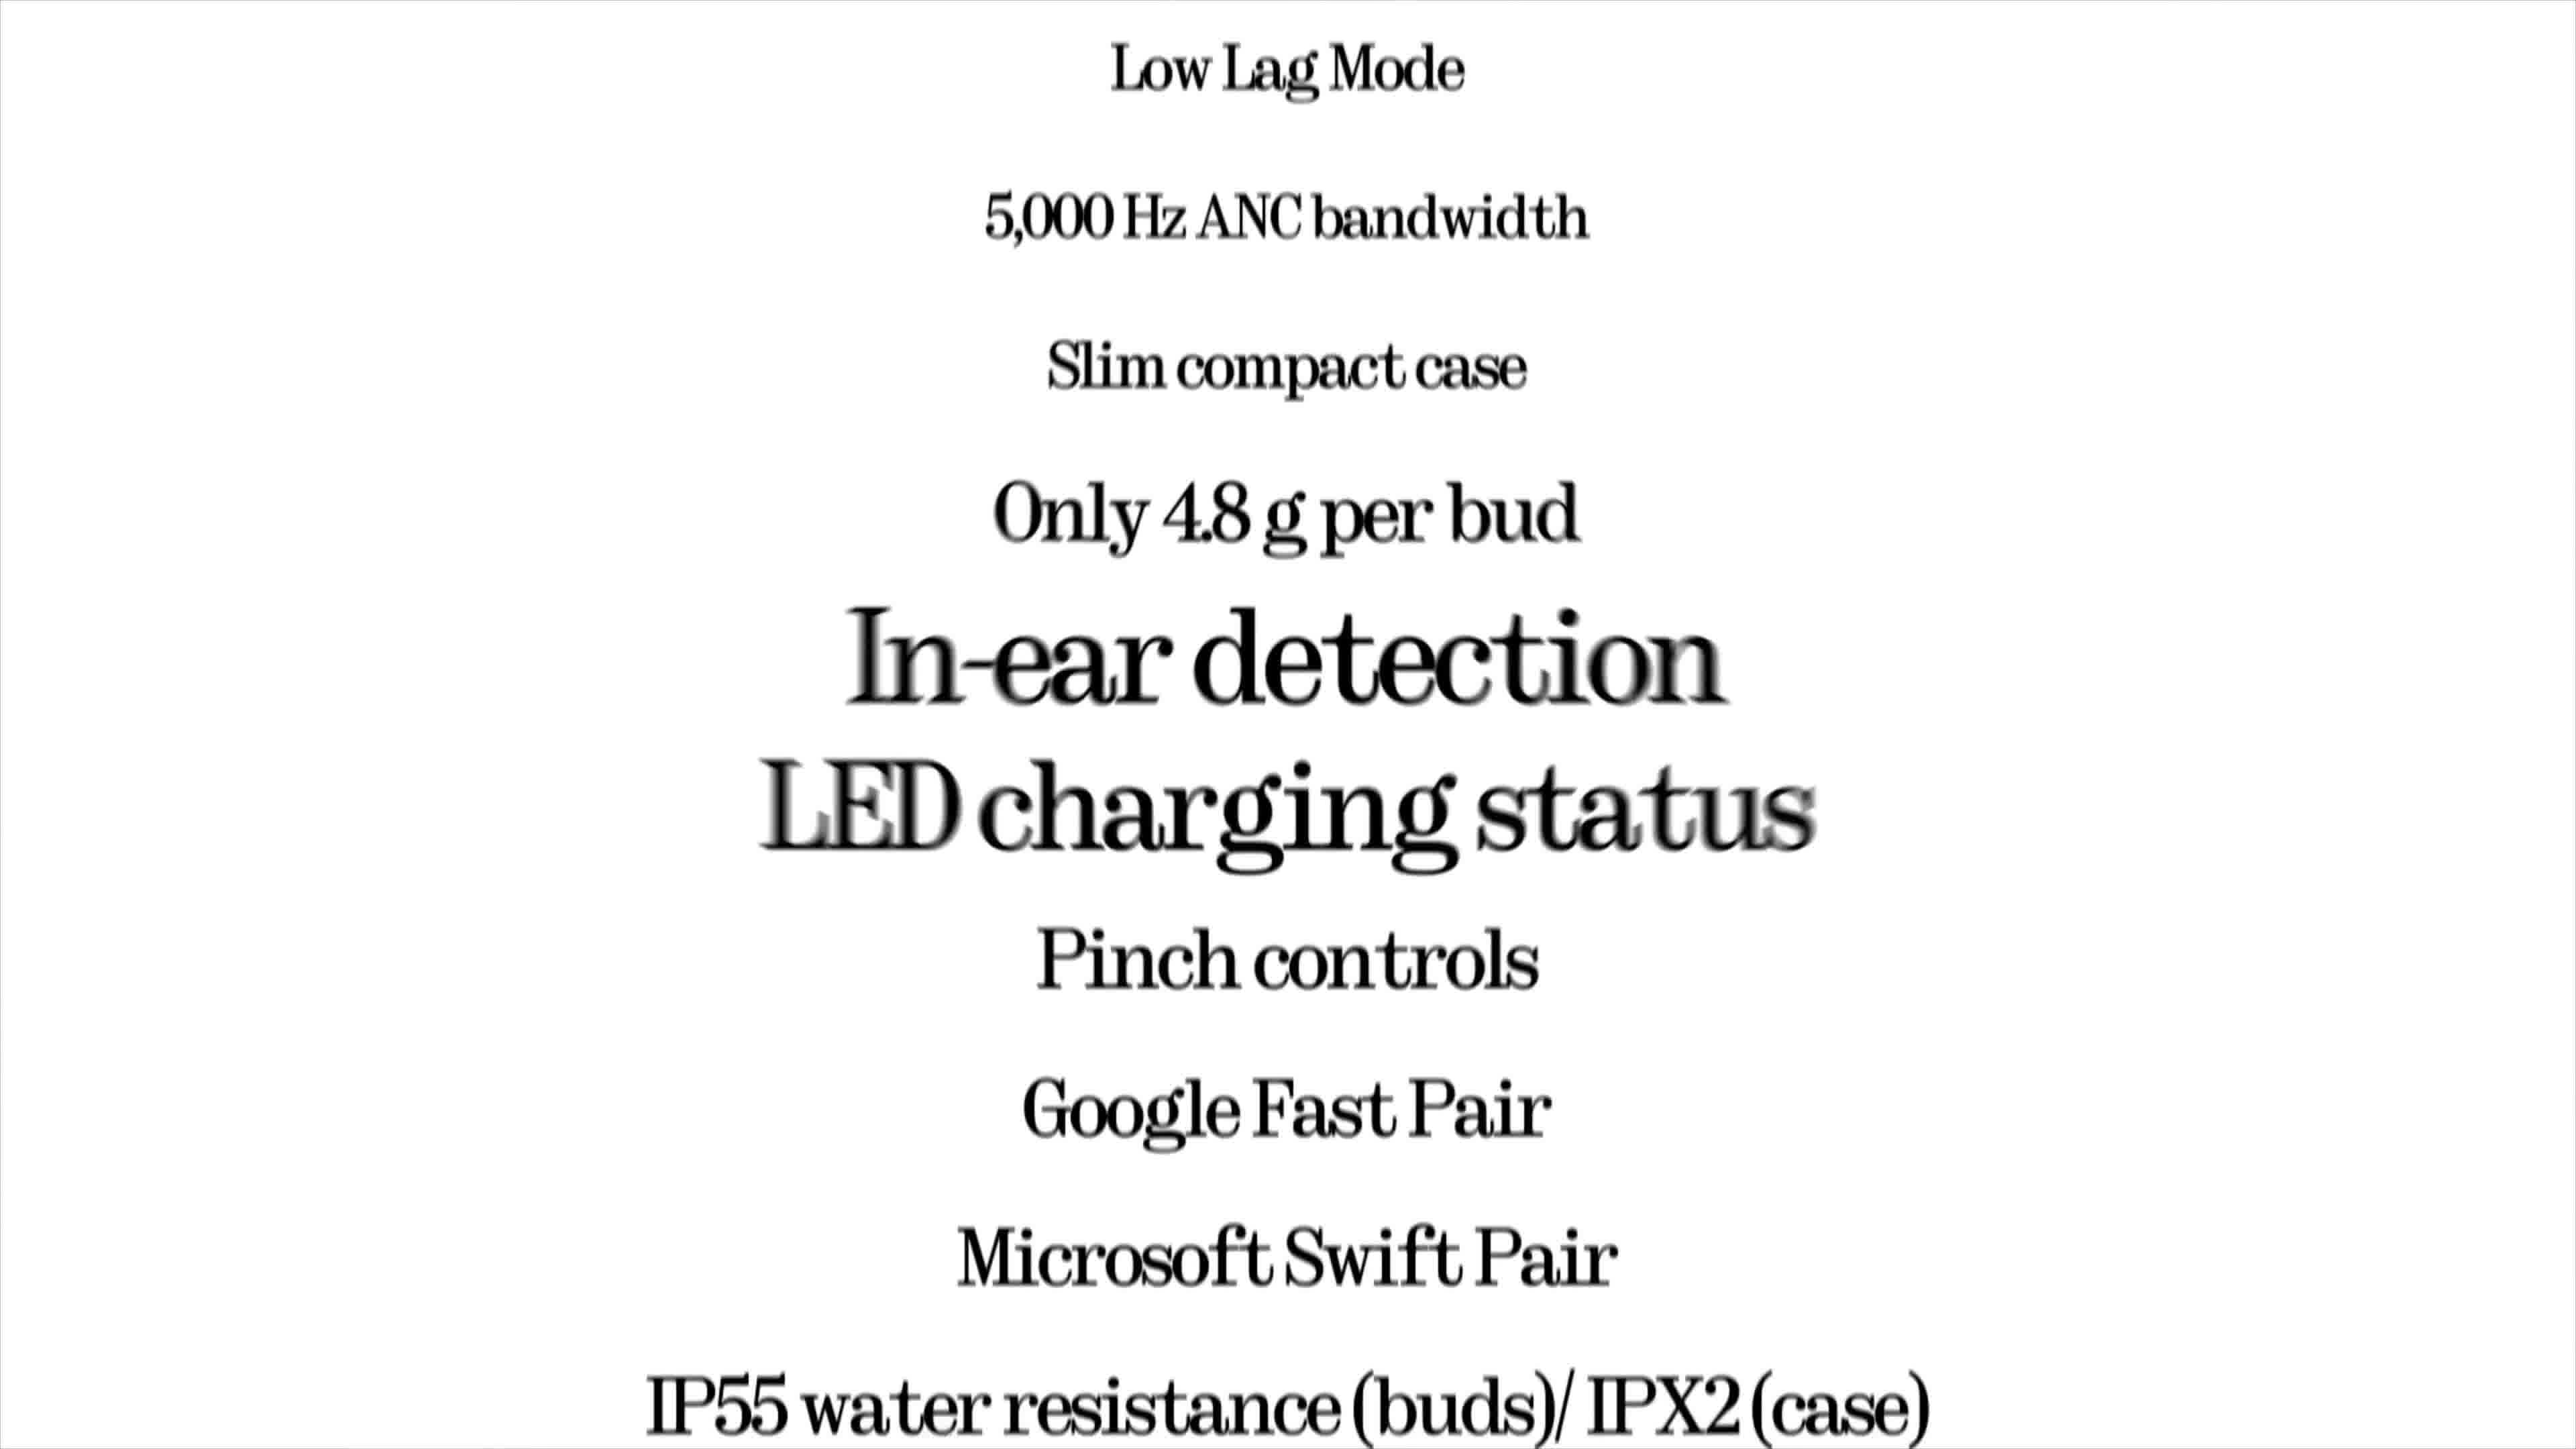 Low Lag Mode
5,000 Hz ANC bandwidth
Slim compact case
Only 4.8 g per bud
In-ear detection
LED charging status
Pinch controls
Google Fast Pair
Microsoft Swift Pair
IP55 water resistance (buds)/ IPX2 (case)